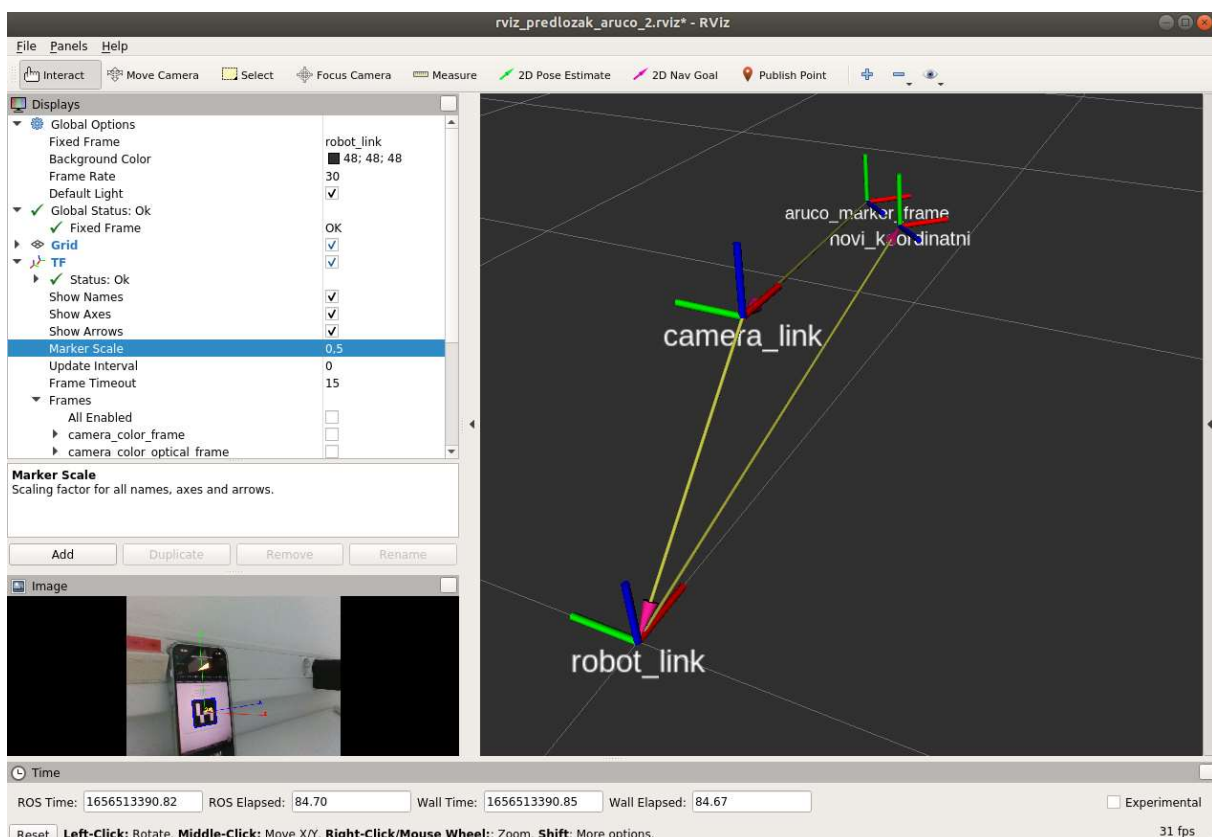 rviz_predlozak_aruco_2.rviz* - RViz
File Panels Help
Interact Move Camera Select Focus Camera Measure 2D Pose Estimate 2D Nav Goal Publish Point
Displays
Global Options
Fixed Frame robot_link
Background Color 48; 48; 48
Frame Rate 30
Default Light
Global Status: Ok
Fixed Frame OK
Grid
TF
Status: Ok
Show Names
Show Axes
Show Arrows
Marker Scale 0,5
Update Interval 0
Frame Timeout 15
Frames
All Enabled
camera_color_frame
camera_color_optical_frame
Marker Scale
Scaling factor for all names, axes and arrows.
Add Duplicate Remove Rename
Image
aruco_marker_frame
novi_koordinatni
camera_link
robot_link
Time
ROS Time: 1656513390.82 ROS Elapsed: 84.70 Wall Time: 1656513390.85 Wall Elapsed: 84.67 Experimental
Reset Left-Click: Rotate. Middle-Click: Move X/Y. Right-Click/Mouse Wheel:: Zoom. Shift: More options. 31 fps